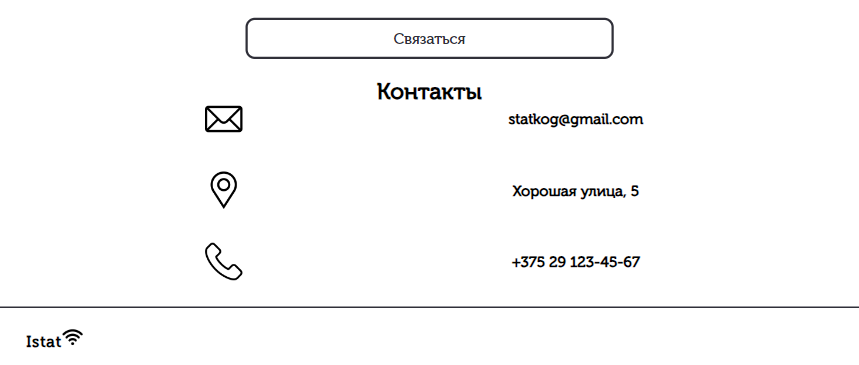 Связаться
Контакты
statkog@gmail.com
Хорошая улица, 5
+375 29 123-45-67
Istat